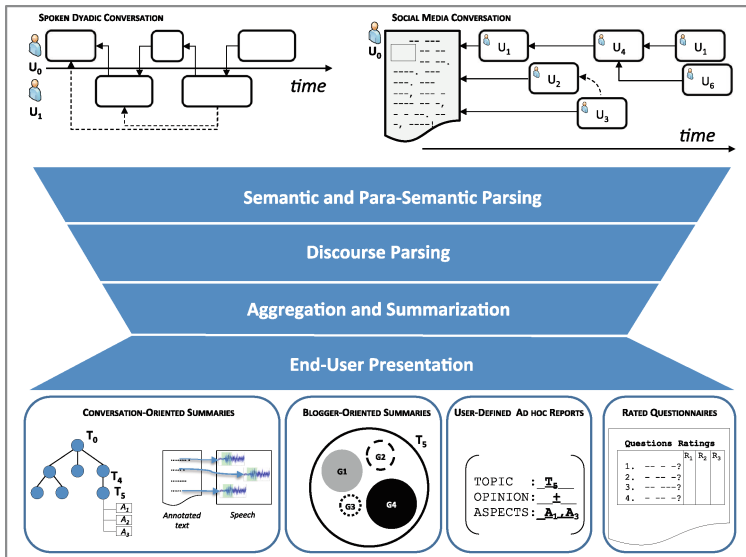 SPOKEN DYADIC CONVERSATION
U0
time
U1
SOCIAL MEDIA CONVERSATION
U0
U1
U4
U1
U2
U6
U3
time
Semantic and Para-Semantic Parsing
Discourse Parsing
Aggregation and Summarization
End-User Presentation
CONVERSATION-ORIENTED SUMMARIES
T0
T4
T5
A1
A2
A3
Annotated
text
Speech
BLOGGER-ORIENTED SUMMARIES
T5
G1
G2
G3
G4
USER-DEFINED AD HOC REPORTS
TOPIC : T5
OPINION: ±
ASPECTS: A1,A3
RATED QUESTIONNAIRES
Questions Ratings
R1 R2 R3
1. -- -- -?
2. -- ---?
3. -- ---?
4. -- ---?